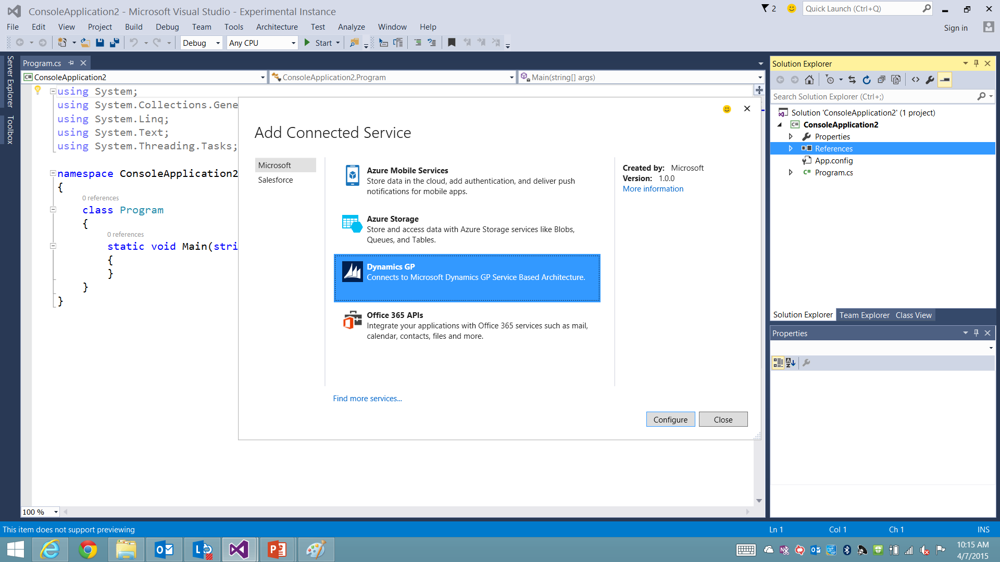 ConsoleApplication2 - Microsoft Visual Studio - Experimental Instance
2
Quick Launch (Ctrl+Q)
File Edit View Project Build Debug Team Tools Architecture Test Analyze Window Help
Sign in
Debug Any CPU Start
Server Explorer
Toolbox
Program.cs
ConsoleApplication2 ConsoleApplication2.Program Main(string[] args)
using System;
using System.Collections.Gene
using System.Linq;
using System.Text;
using System.Threading.Tasks;
namespace ConsoleApplication2
{
0 references
class Program
{
0 references
static void Main(stri
{
}
}
}
100 %
Add Connected Service
Microsoft
Salesforce
Azure Mobile Services
Store data in the cloud, add authentication, and deliver push
notifications for mobile apps.
Azure Storage
Store and access data with Azure Storage services like Blobs,
Queues, and Tables.
Dynamics GP
Connects to Microsoft Dynamics GP Service Based Architecture.
Office 365 APIs
Integrate your applications with Office 365 services such as mail,
calendar, contacts, files and more.
Find more services...
Created by: Microsoft
Version: 1.0.0
More information
Configure Close
Solution Explorer
Search Solution Explorer (Ctrl+;)
Solution 'ConsoleApplication2' (1 project)
C# ConsoleApplication2
Properties
References
App.config
C# Program.cs
Solution Explorer Team Explorer Class View
Properties
This item does not support previewing
Ln 1 Col 1 Ch 1 INS
10:15 AM
4/7/2015